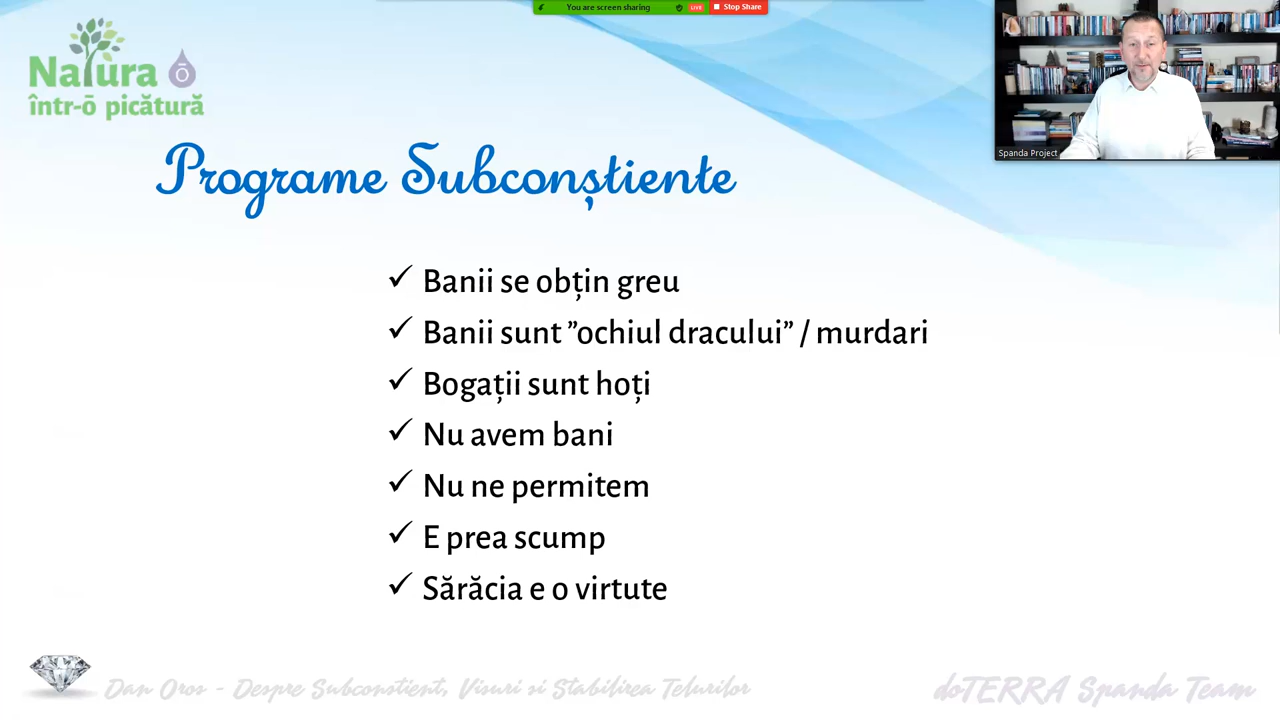 You are screen sharing LIVE Stop Share
Natura ō
într-ō picătură
Spanda Project
Programe Subconștiente
✓ Banii se obțin greu
✓ Banii sunt ”ochiul dracului” / murdari
✓ Bogații sunt hoți
✓ Nu avem bani
✓ Nu ne permitem
✓ E prea scump
✓ Sărăcia e o virtute
Dan Oros - Despre Subconstient, Visuri si Stabilirea Telurilor
doTERRA Spanda Team